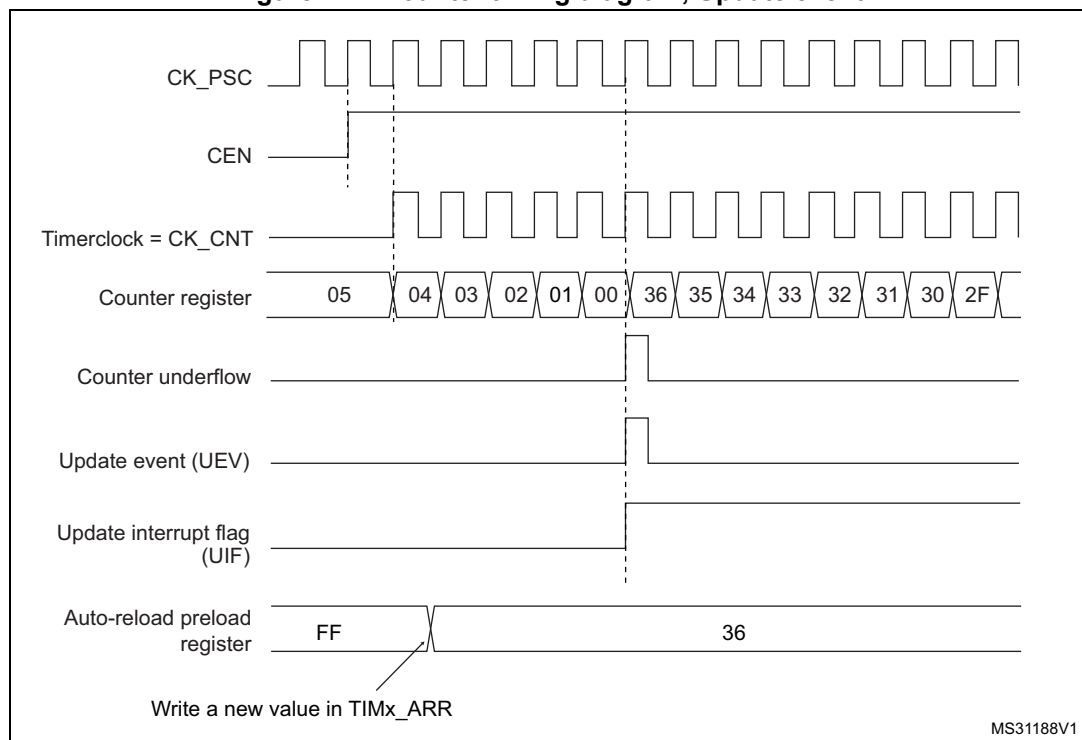 CK_PSC
CEN
Timerclock = CK_CNT
Counter register 05 04 03 02 01 00 36 35 34 33 32 31 30 2F
Counter underflow
Update event (UEV)
Update interrupt flag
(UIF)
Auto-reload preload
register FF 36
Write a new value in TIMx_ARR
MS31188V1